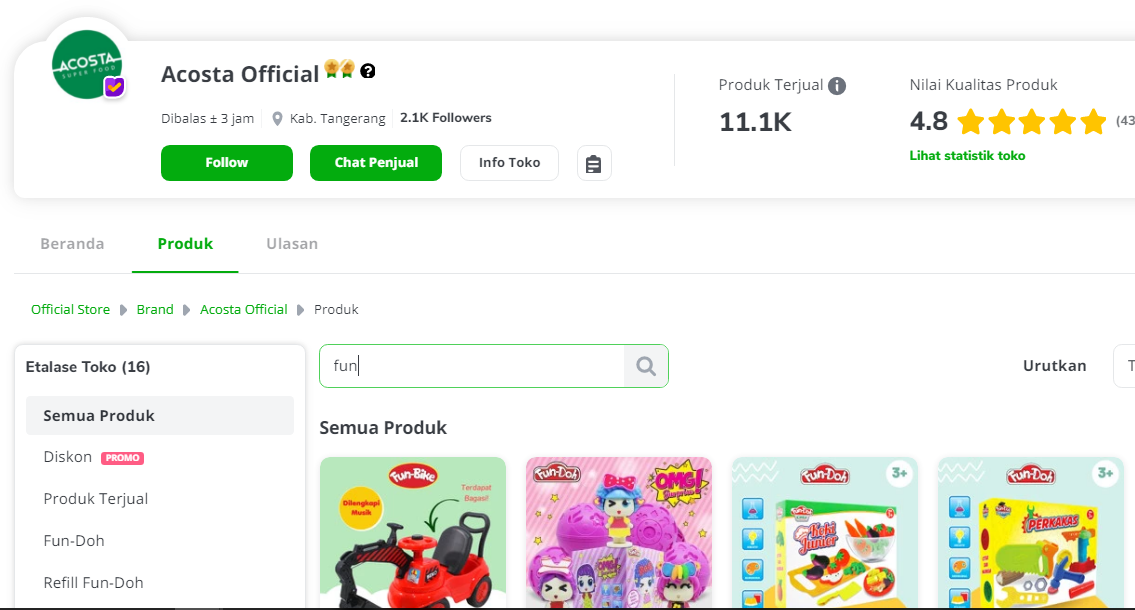 ACOSTA
SUPER FOOD
Acosta Official
Dibalas ± 3 jam
Kab. Tangerang
2.1K Followers
Follow
Chat Penjual
Info Toko
Produk Terjual
11.1K
Nilai Kualitas Produk
4.8
(43
Lihat statistik toko
Beranda
Produk
Ulasan
Official Store
Brand
Acosta Official
Produk
Etalase Toko (16)
Semua Produk
Diskon
PROMO
Produk Terjual
Fun-Doh
Refill Fun-Doh
fun
Urutkan
T
Semua Produk
Fun-Bike
Dilengkapi
Musik
Terdapat
Bagasi!
Fun-Doh
OMG!
Surprise
Fun-Doh
3+
Koki
Junior
Fun-Doh
3+
PERKAKAS